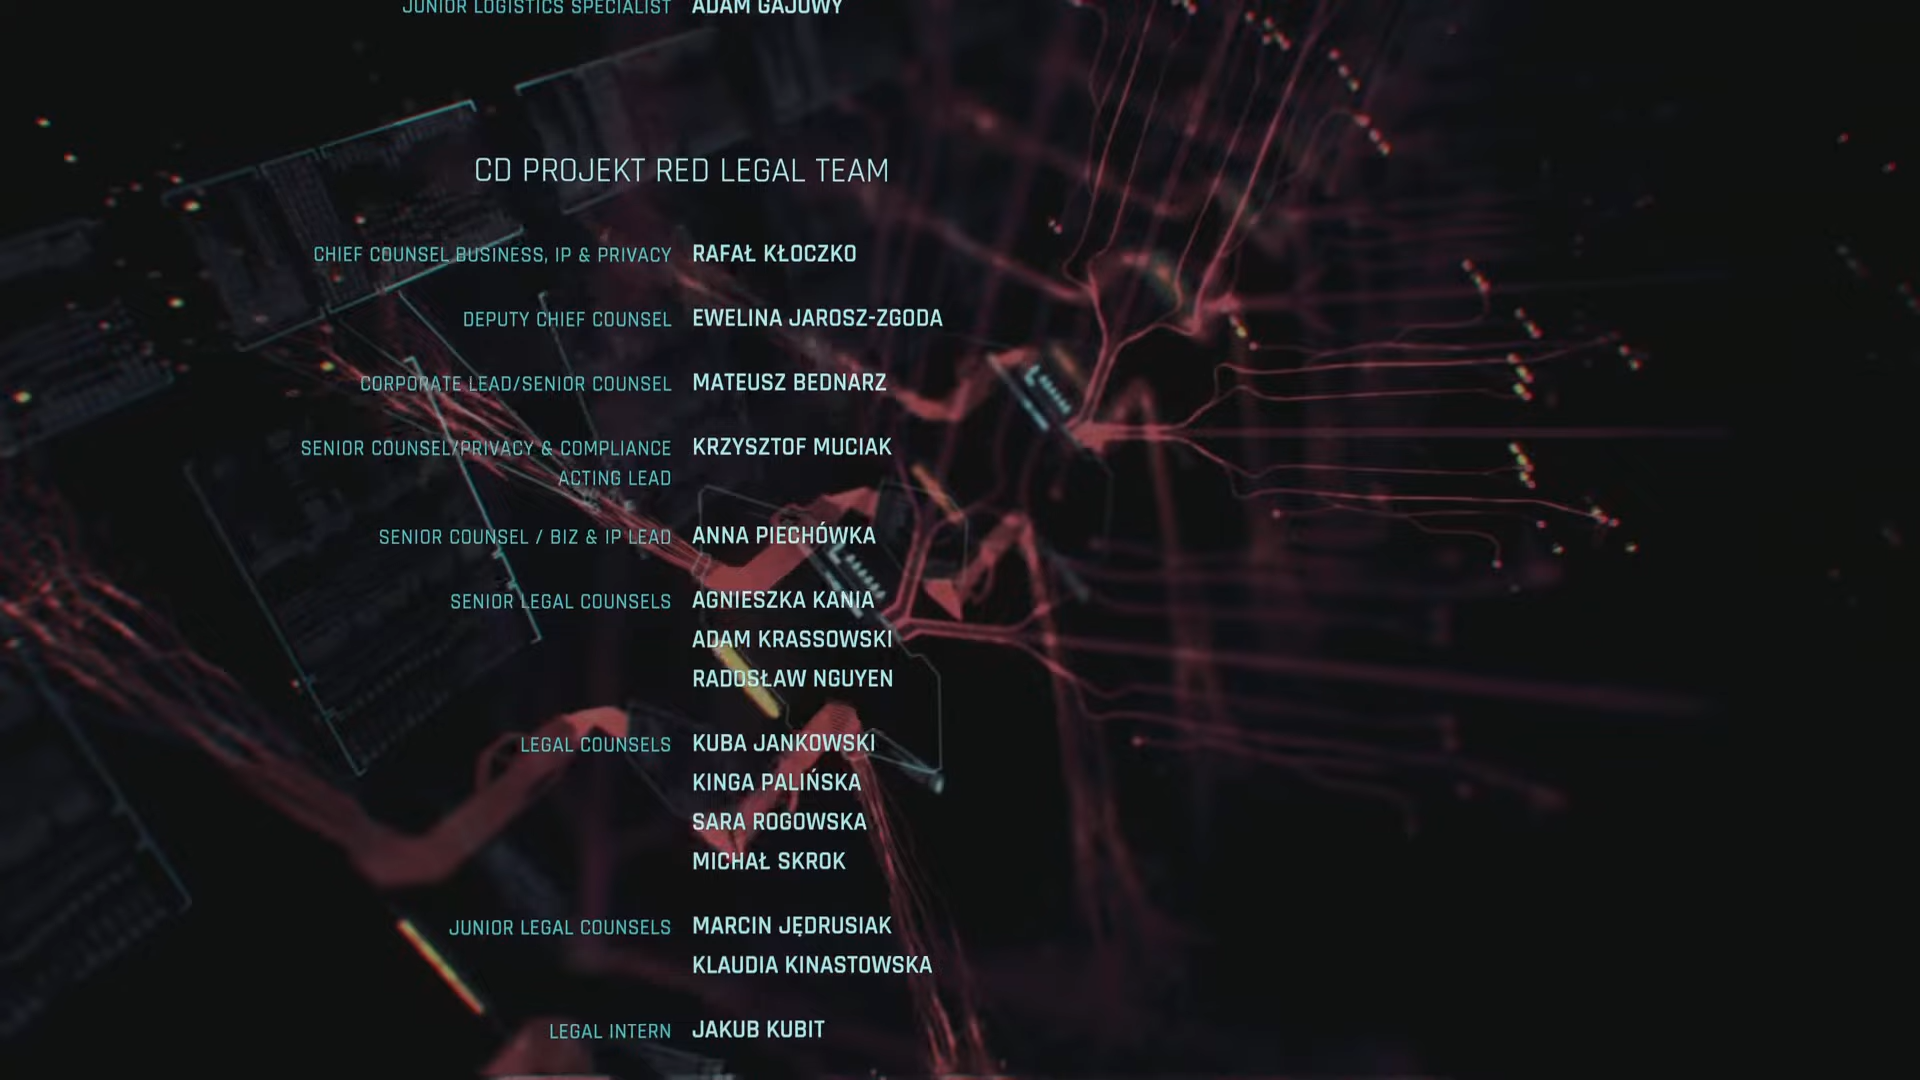 JUNIOR LOGISTICS SPECIALIST ADAM GAJOWY
CD PROJEKT RED LEGAL TEAM
CHIEF COUNSEL BUSINESS, IP & PRIVACY RAFAŁ KŁOCZKO
DEPUTY CHIEF COUNSEL EWELINA JAROSZ-ZGODA
CORPORATE LEAD/SENIOR COUNSEL MATEUSZ BEDNARZ
SENIOR COUNSEL/PRIVACY & COMPLIANCE KRZYSZTOF MUCIAK
ACTING LEAD
SENIOR COUNSEL / BIZ & IP LEAD ANNA PIECHÓWKA
SENIOR LEGAL COUNSELS AGNIESZKA KANIA
ADAM KRASSOWSKI
RADOSŁAW NGUYEN
LEGAL COUNSELS KUBA JANKOWSKI
KINGA PALIŃSKA
SARA ROGOWSKA
MICHAŁ SKROK
JUNIOR LEGAL COUNSELS MARCIN JĘDRUSIAK
KLAUDIA KINASTOWSKA
LEGAL INTERN JAKUB KUBIT